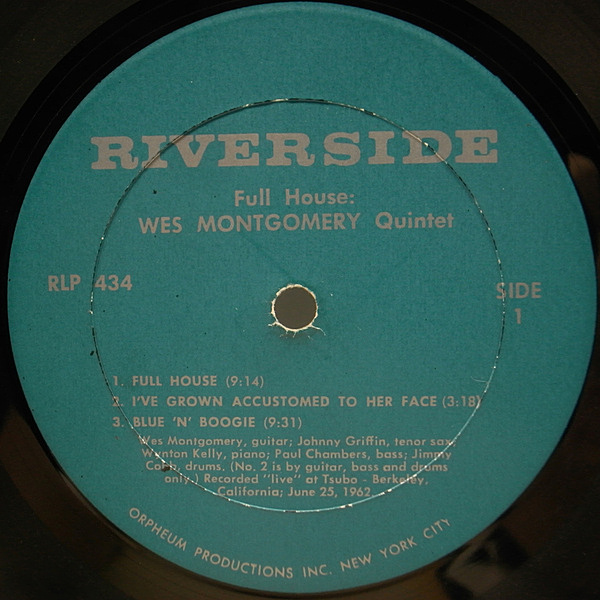 RIVERSIDE
Full House:
WES MONTGOMERY Quintet
RLP 434
SIDE
1
1. FULL HOUSE (9:14)
2. I'VE GROWN ACCUSTOMED TO HER FACE (3:18)
3. BLUE 'N' BOOGIE (9:31)
Wes Montgomery, guitar; Johnny Griffin, tenor sax;
Wynton Kelly, piano; Paul Chambers, bass; Jimmy
Cobb, drums. (No. 2 is by guitar, bass and drums
only.) Recorded "live" at Tsubo - Berkeley,
California; June 25, 1962.
ORPHEUM PRODUCTIONS INC. NEW YORK CITY